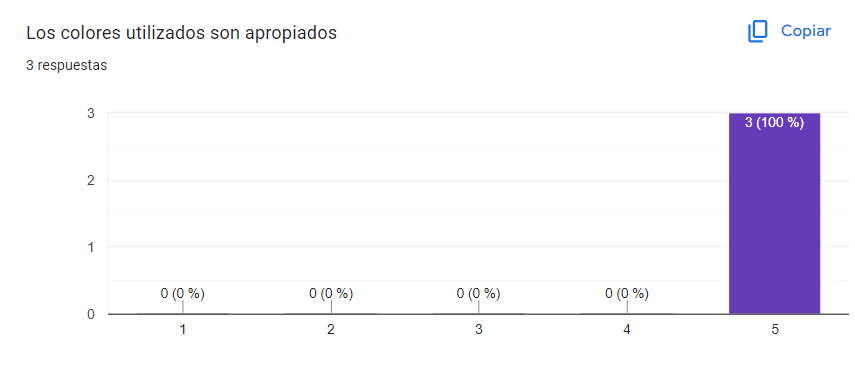 Los colores utilizados son apropiados
Copiar
3 respuestas
3
2
1
0
3 (100 %)
0 (0 %)
0 (0 %)
0 (0 %)
0 (0 %)
1
2
3
4
5